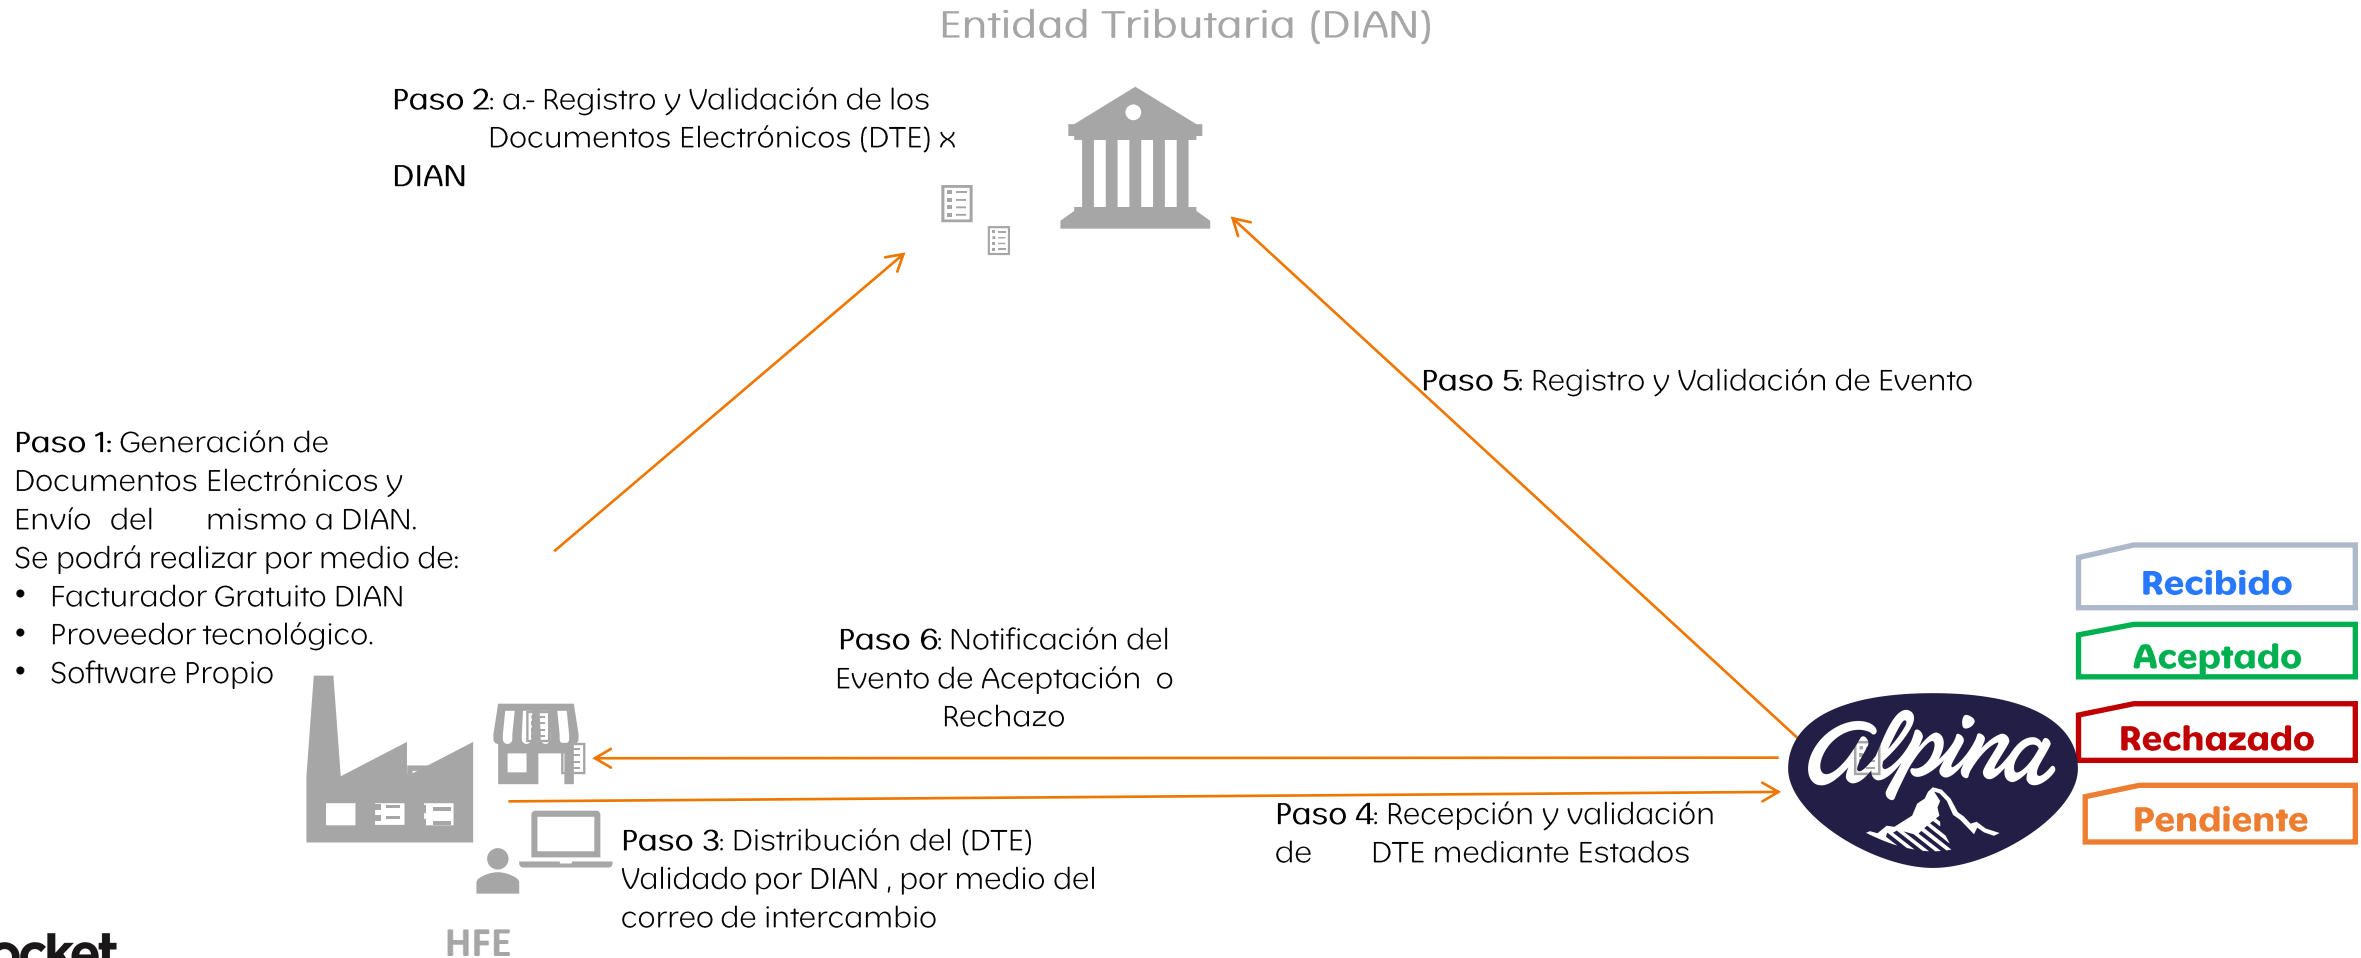 Entidad Tributaria (DIAN)
Paso 2: a.- Registro y Validación de los
Documentos Electrónicos (DTE) x
DIAN
Paso 5: Registro y Validación de Evento
Paso 1: Generación de
Documentos Electrónicos y
Envío del mismo a DIAN.
Se podrá realizar por medio de:
• Facturador Gratuito DIAN
• Proveedor tecnológico.
• Software Propio
Paso 6: Notificación del
Evento de Aceptación o
Rechazo
Recibido
Aceptado
Rechazado
Pendiente
alpina
Paso 4: Recepción y validación
de DTE mediante Estados
Paso 3: Distribución del (DTE)
Validado por DIAN , por medio del
correo de intercambio
HFE